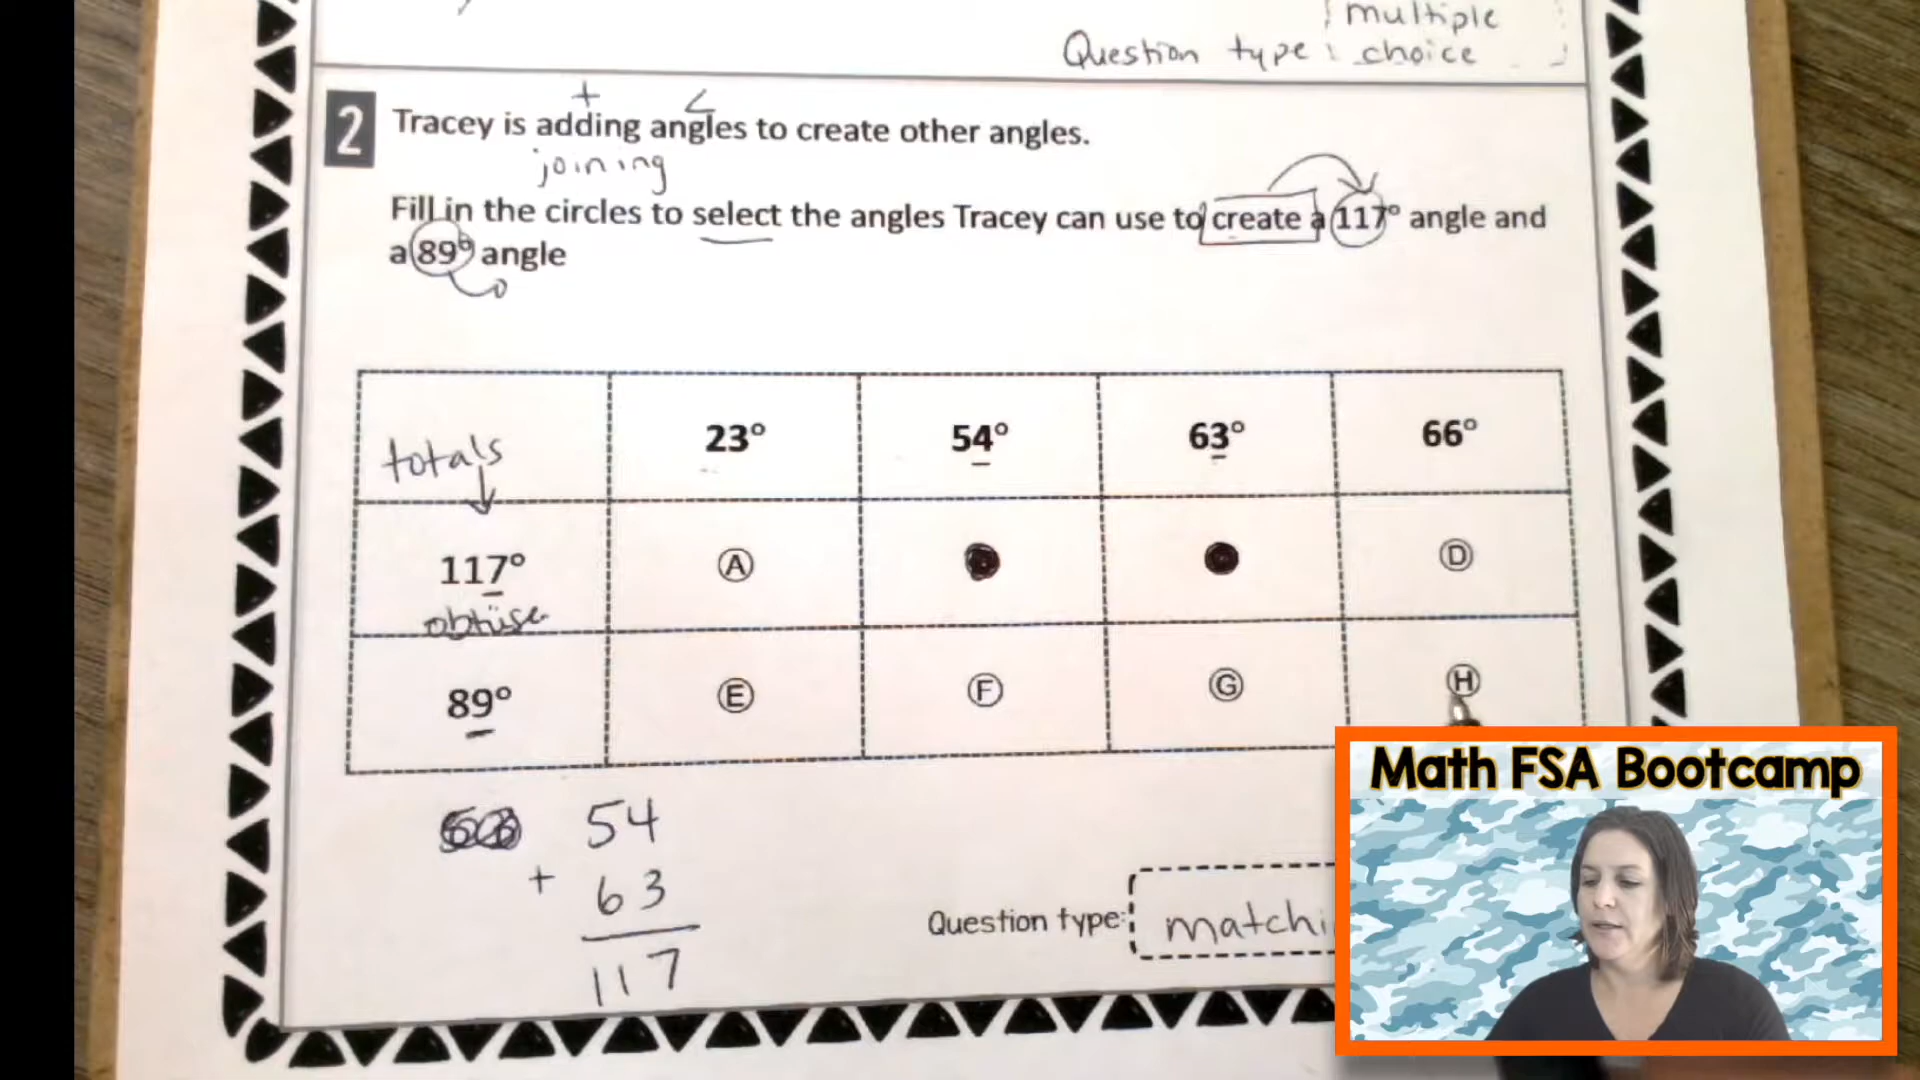 multiple
Question type: choice
+ <
2 Tracey is adding angles to create other angles.
joining
Fill in the circles to select the angles Tracey can use to create a 117° angle and
a 89° angle
totals 23° 54° 63° 66°
117° A D
obtuse
89° E F G H
54
+ 63
117
Question type: matchi
Math FSA Bootcamp